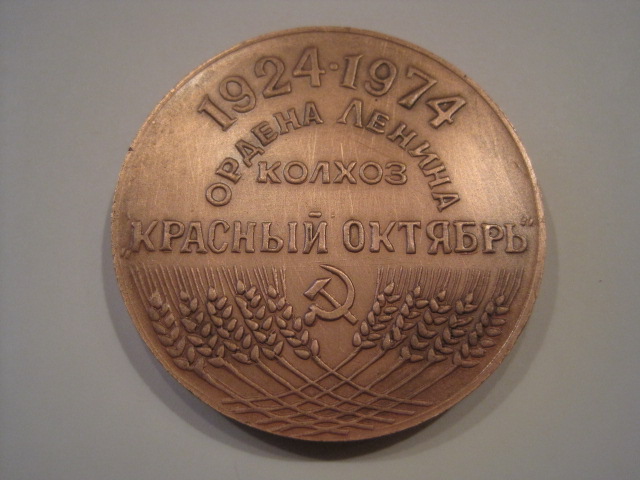 1924·1974
ОРДЕНА ЛЕНИНА
КОЛХОЗ
„КРАСНЫЙ ОКТЯБРЬ"